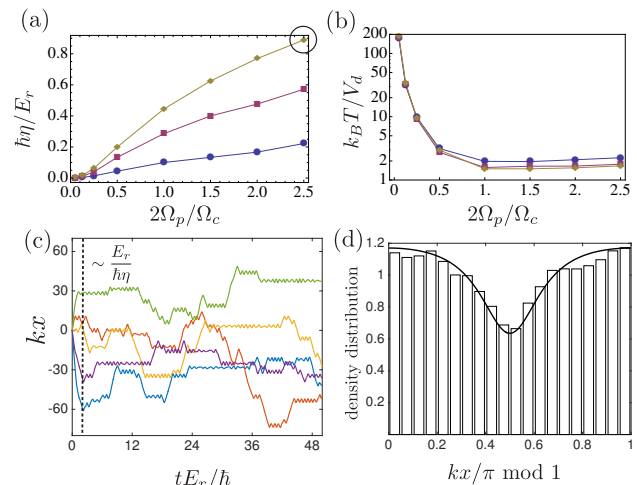 (a)
ħη/E_r
0.8
0.6
0.4
0.2
0.0
0.0 0.5 1.0 1.5 2.0 2.5
2Ω_p/Ω_c
(b)
k_BT/V_d
200
100
50
20
10
5
2
1
0 0.5 1.0 1.5 2.0 2.5
2Ω_p/Ω_c
(c)
kx
60
30
0
-30
-60
∼ E_r/ħη
0 12 24 36 48
tE_r/ħ
(d)
density distribution
1.2
1
0.8
0.6
0.4
0.2
0 0.2 0.4 0.6 0.8 1
kx/π mod 1